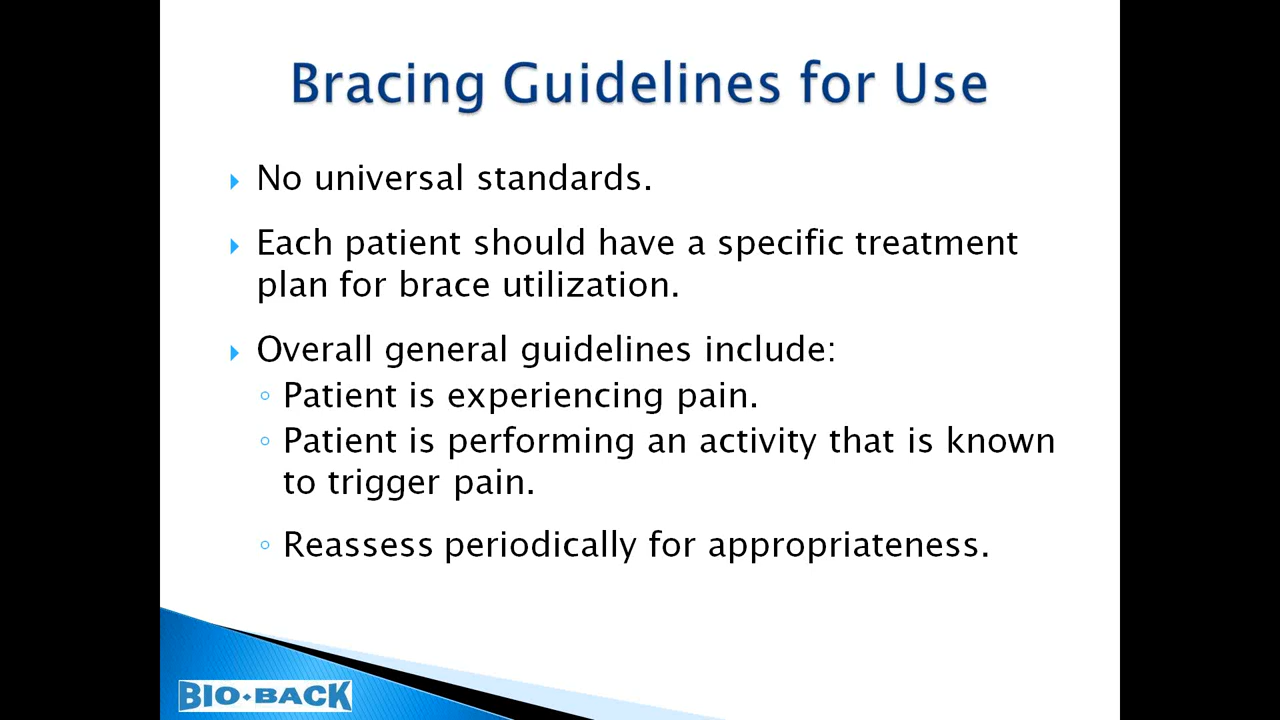 Bracing Guidelines for Use
No universal standards.
Each patient should have a specific treatment
plan for brace utilization.
Overall general guidelines include:
Patient is experiencing pain.
Patient is performing an activity that is known
to trigger pain.
Reassess periodically for appropriateness.
BIO•BACK